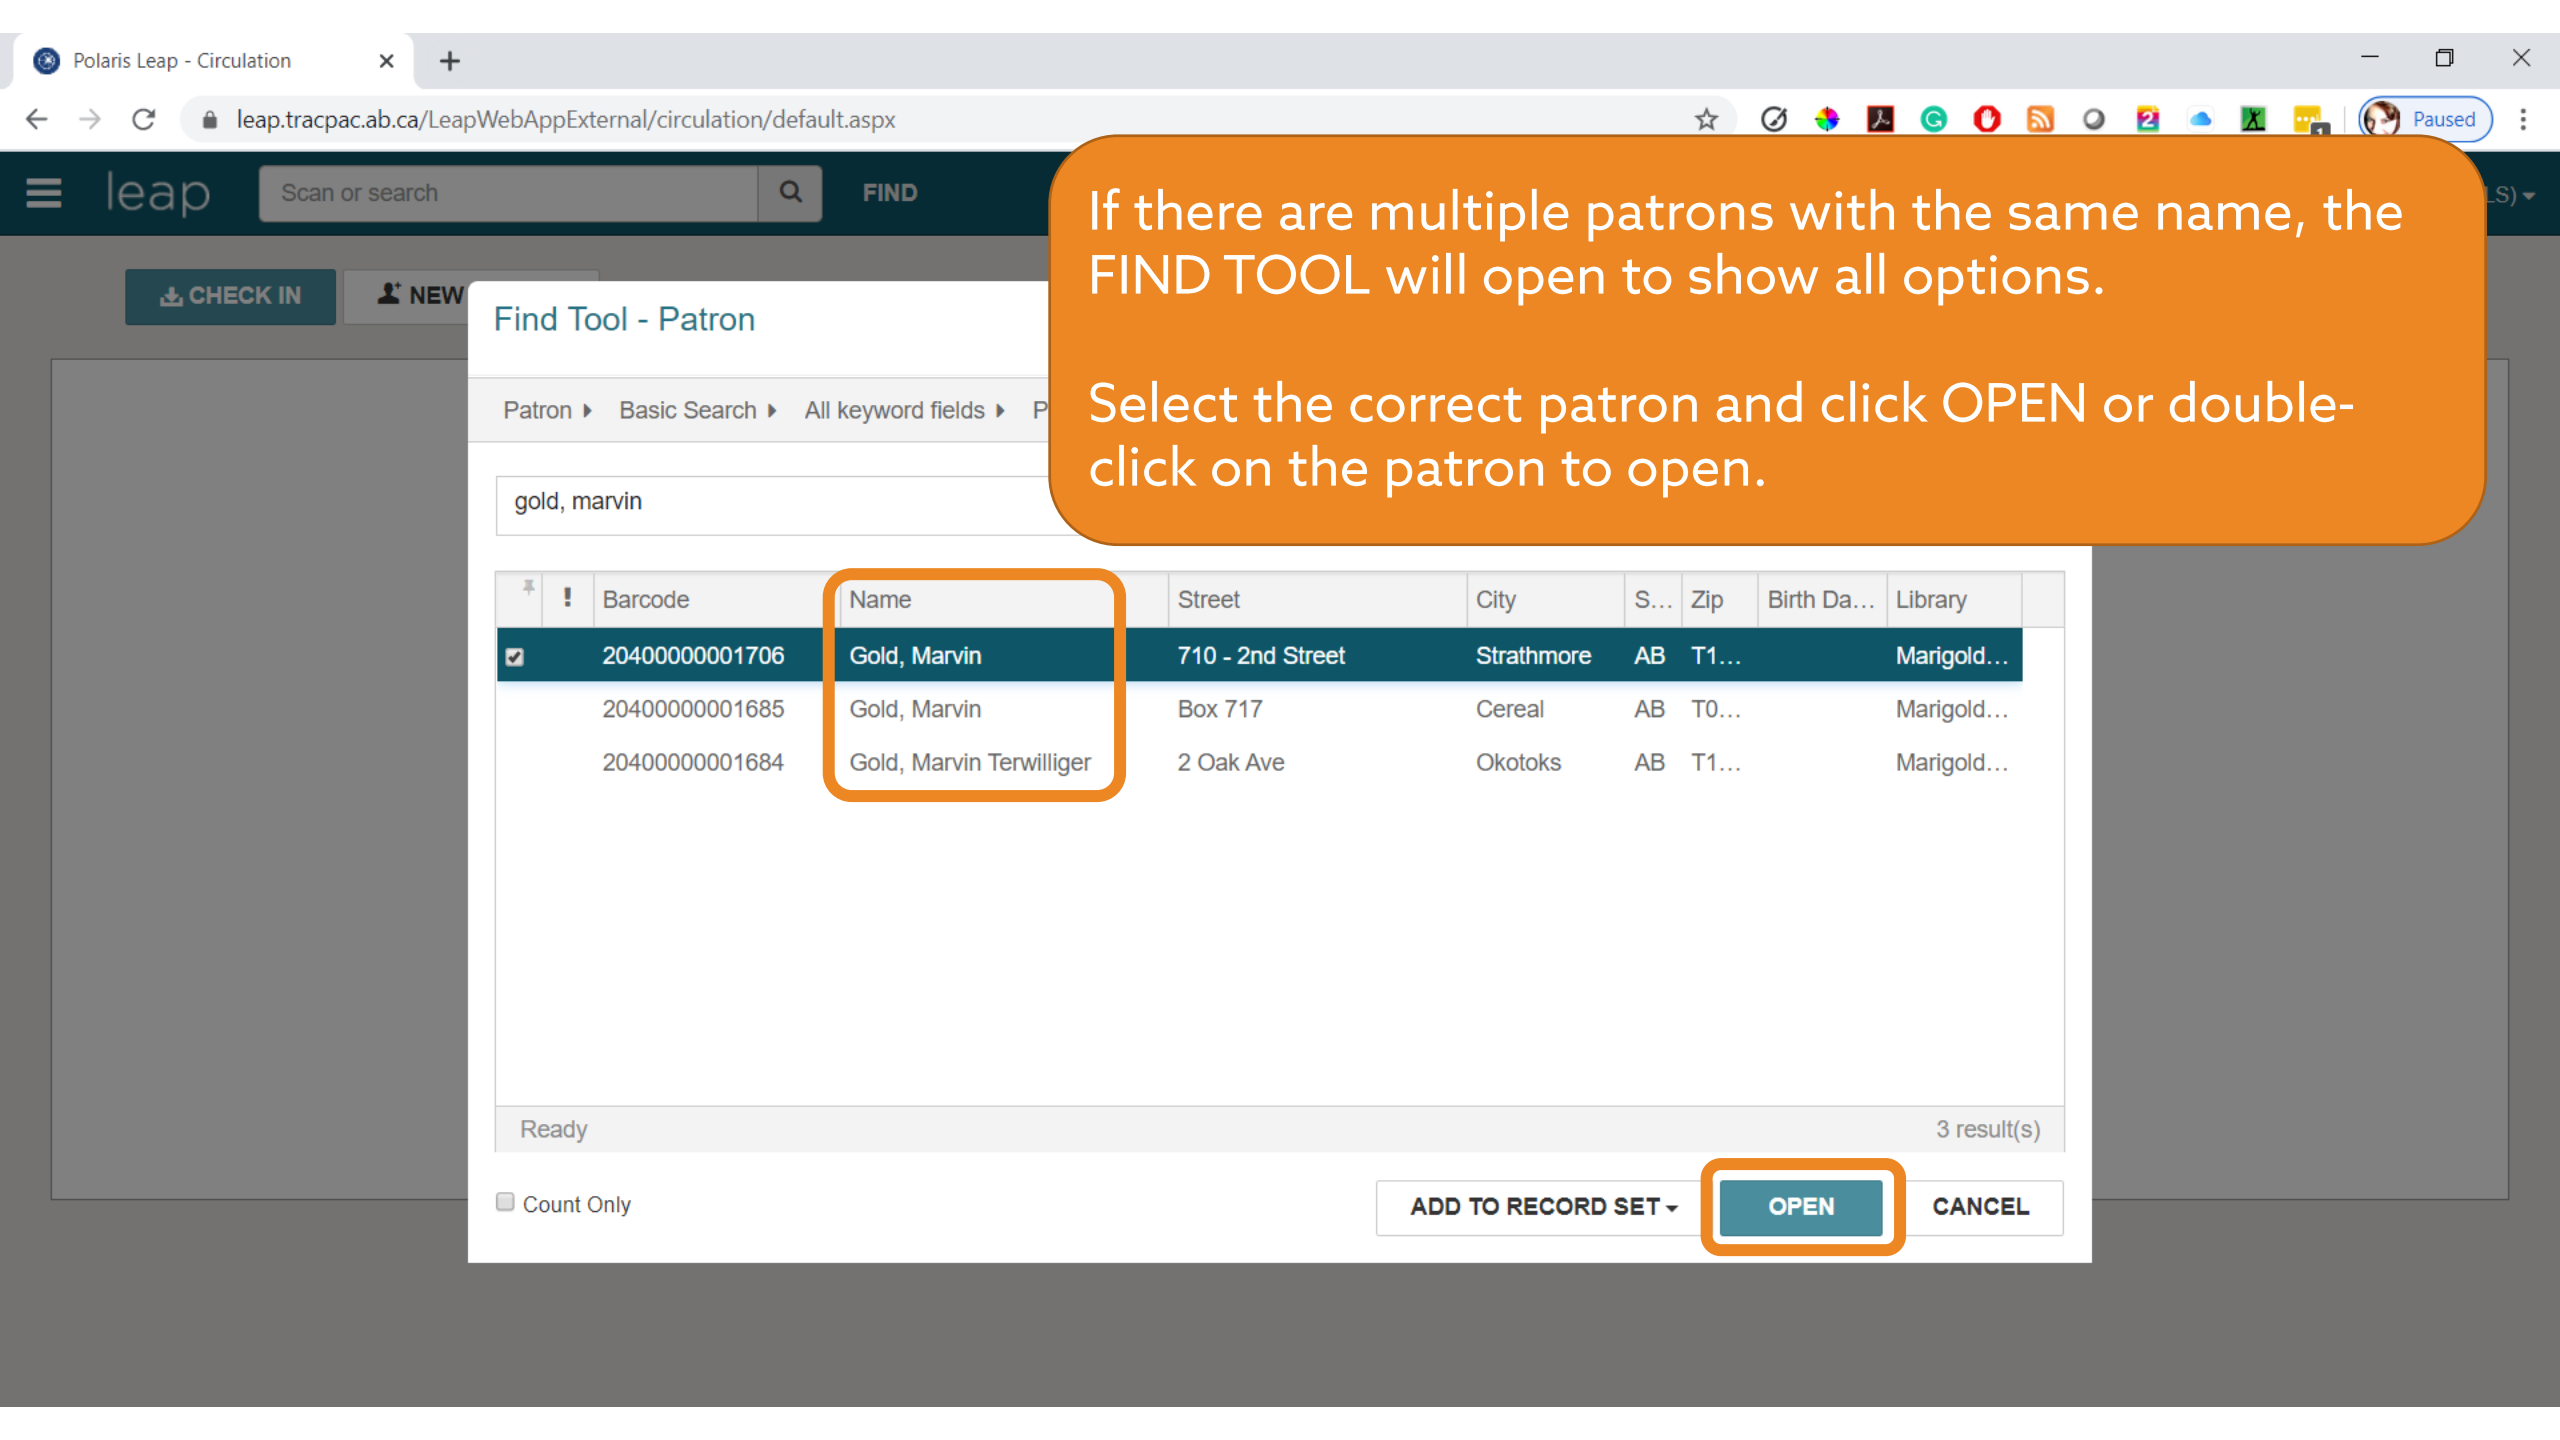 Polaris Leap - Circulation
leap.tracpac.ab.ca/LeapWebAppExternal/circulation/default.aspx
Paused
leap
Scan or search
FIND
LS)
If there are multiple patrons with the same name, the
FIND TOOL will open to show all options.
Select the correct patron and click OPEN or double-
click on the patron to open.
CHECK IN
NEW
Find Tool - Patron
Patron Basic Search All keyword fields P
gold, marvin
! Barcode Name Street City S... Zip Birth Da... Library
20400000001706 Gold, Marvin 710 - 2nd Street Strathmore AB T1... Marigold...
20400000001685 Gold, Marvin Box 717 Cereal AB T0... Marigold...
20400000001684 Gold, Marvin Terwilliger 2 Oak Ave Okotoks AB T1... Marigold...
Ready 3 result(s)
Count Only ADD TO RECORD SET OPEN CANCEL